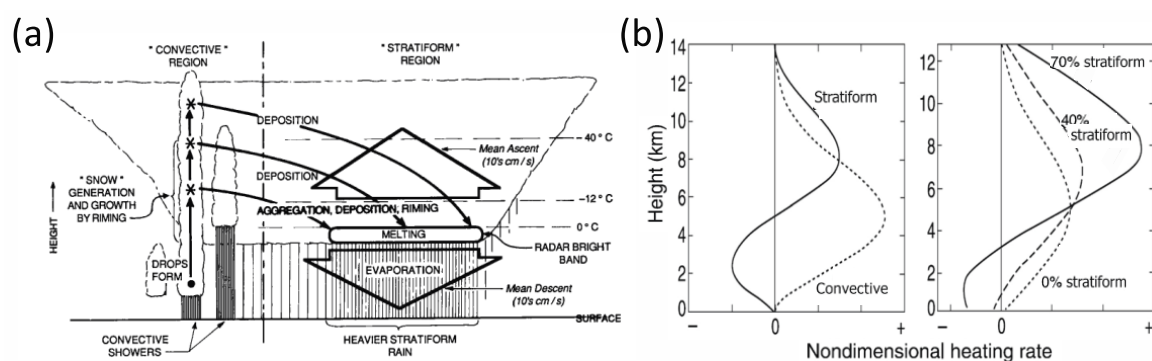 (a)
" CONVECTIVE"
REGION
" STRATIFORM"
REGION
DEPOSITION
– 40 ° C
Mean Ascent
(10's cm / s)
DEPOSITION
"SNOW"
GENERATION
AND GROWTH
BY RIMING
HEIGHT
–12° C
AGGREGATION, DEPOSITION, RIMING
0° C
MELTING
RADAR BRIGHT
BAND
DROPS
FORM
EVAPORATION
Mean Descent
(10's cm / s)
SURFACE
CONVECTIVE
SHOWERS
HEAVIER STRATIFORM
RAIN
(b)
Height (km)
14
12
10
8
6
4
2
0
Stratiform
Convective
– 0 +
12
10
8
6
4
2
0
70% stratiform
40%
stratiform
0% stratiform
– 0 +
Nondimensional heating rate